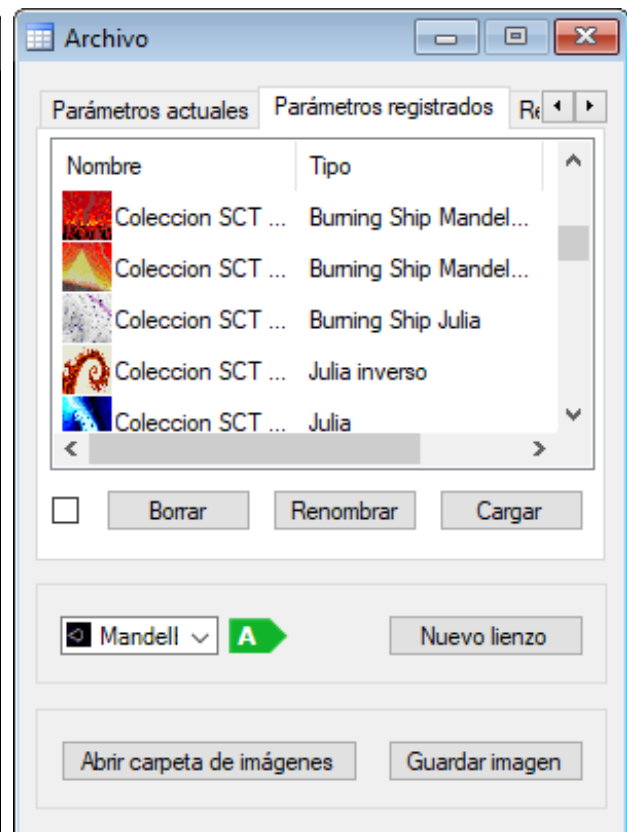 Archivo
Parámetros actuales Parámetros registrados Re
Nombre Tipo
Coleccion SCT ... Burning Ship Mandel...
Coleccion SCT ... Burning Ship Mandel...
Coleccion SCT ... Burning Ship Julia
Coleccion SCT ... Julia inverso
Coleccion SCT ... Julia
Borrar Renombrar Cargar
Mandell A Nuevo lienzo
Abrir carpeta de imágenes Guardar imagen